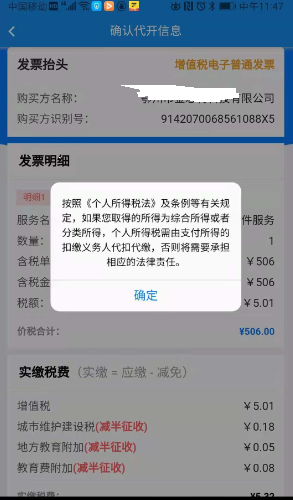 中国移动 中午11:47
确认代开信息
发票抬头 增值税电子普通发票
购买方名称： 技有限公司
购买方识别号： 9142070068561088X5
发票明细
明细1
按照《个人所得税法》及条例等有关规
定，如果您取得的所得为综合所得或者
分类所得，个人所得税需由支付所得的
扣缴义务人代扣代缴，否则将需要承担
相应的法律责任。
确定
服务名 件服务
数量： 1
含税单 ￥506
含税金 ￥506
税额： ￥5.01
价税合计： ¥506.00
实缴税费（实缴 = 应缴 - 减免）
增值税 ￥5.01
城市维护建设税(减半征收) ￥0.18
地方教育附加(减半征收) ￥0.05
教育费附加(减半征收) ￥0.08
实缴税费： ￥5.32